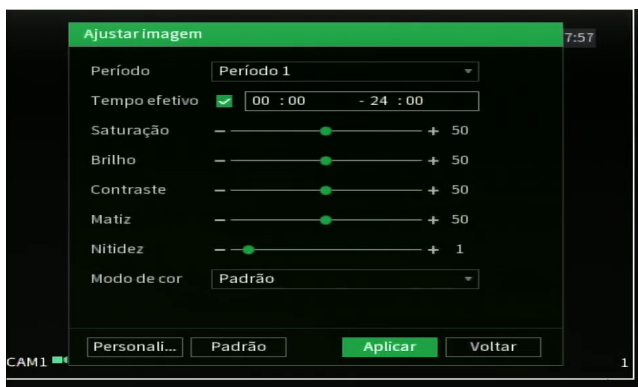 Ajustar imagem
7:57
Período Período 1
Tempo efetivo 00 :00 - 24 :00
Saturação - + 50
Brilho - + 50
Contraste - + 50
Matiz - + 50
Nitidez - + 1
Modo de cor Padrão
Personali... Padrão Aplicar Voltar
CAM1 1